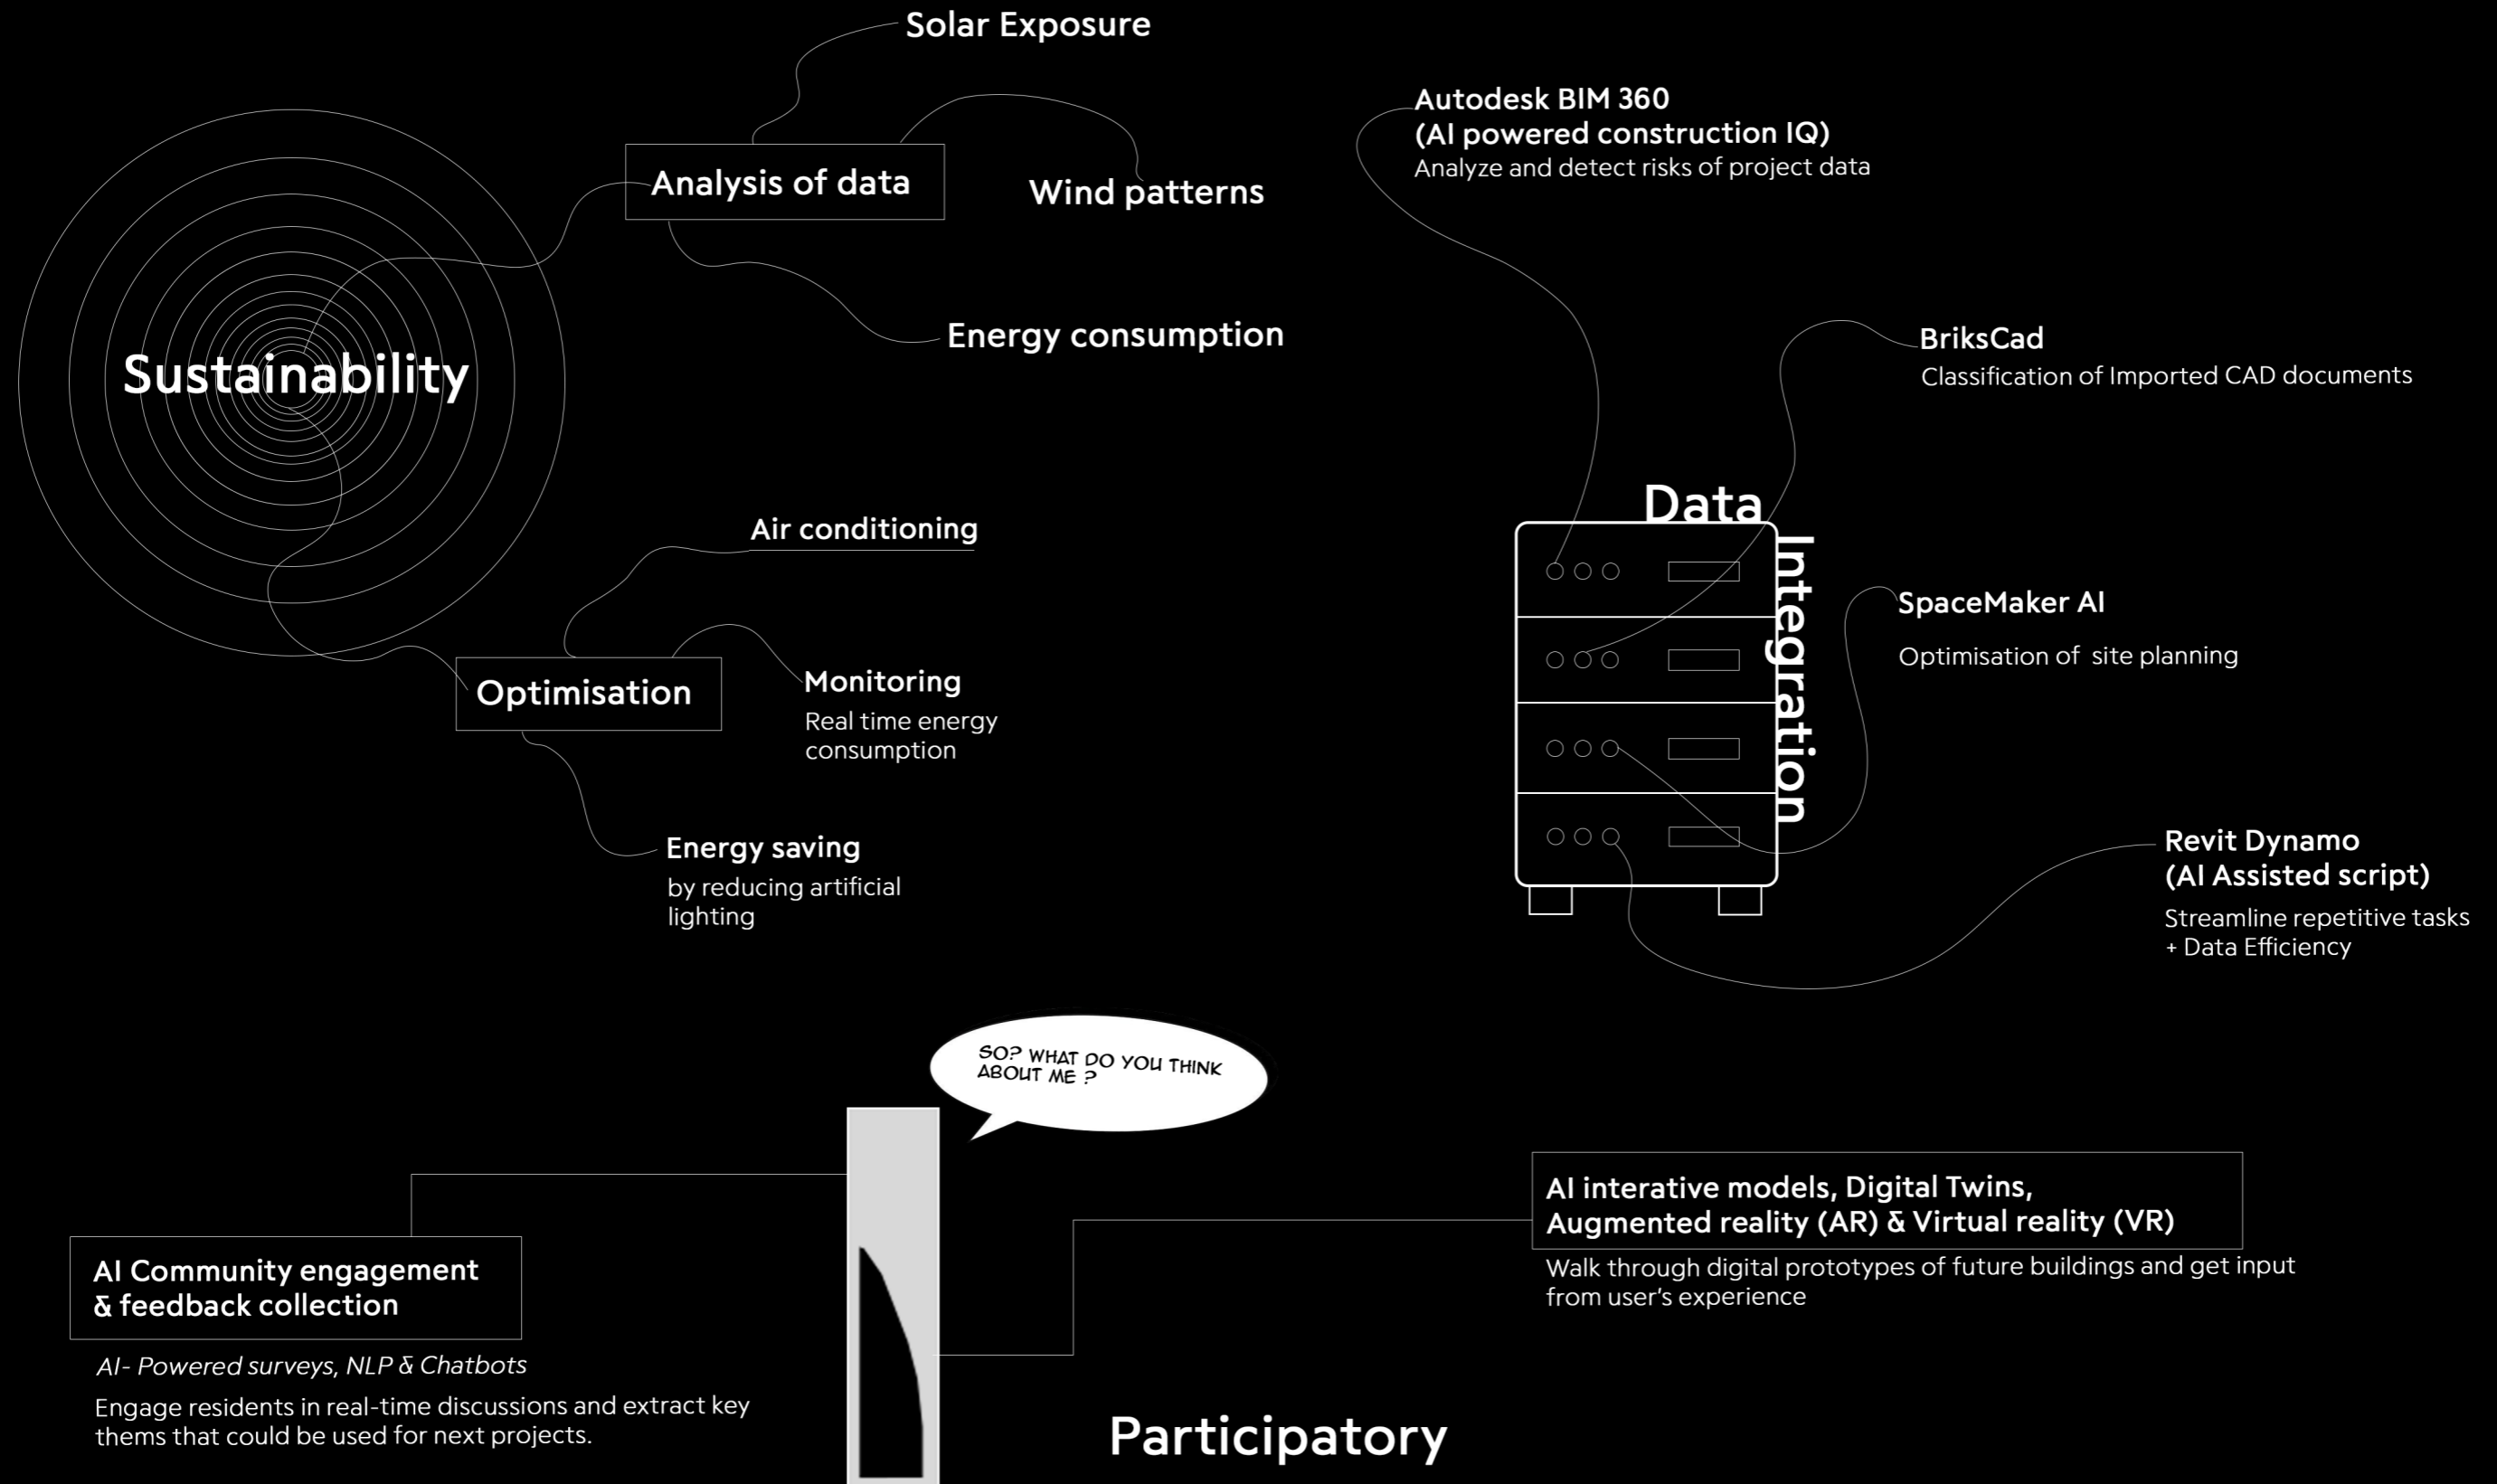 Solar Exposure
Analysis of data
Wind patterns
Energy consumption
Sustainability
Air conditioning
Optimisation
Monitoring
Real time energy
consumption
Energy saving
by reducing artificial
lighting
Autodesk BIM 360
(AI powered construction IQ)
Analyze and detect risks of project data
BriksCad
Classification of Imported CAD documents
Data
Integration
SpaceMaker AI
Optimisation of site planning
Revit Dynamo
(AI Assisted script)
Streamline repetitive tasks
+ Data Efficiency
SO? WHAT DO YOU THINK
ABOUT ME ?
AI Community engagement
& feedback collection
AI- Powered surveys, NLP & Chatbots
Engage residents in real-time discussions and extract key
thems that could be used for next projects.
AI interative models, Digital Twins,
Augmented reality (AR) & Virtual reality (VR)
Walk through digital prototypes of future buildings and get input
from user's experience
Participatory